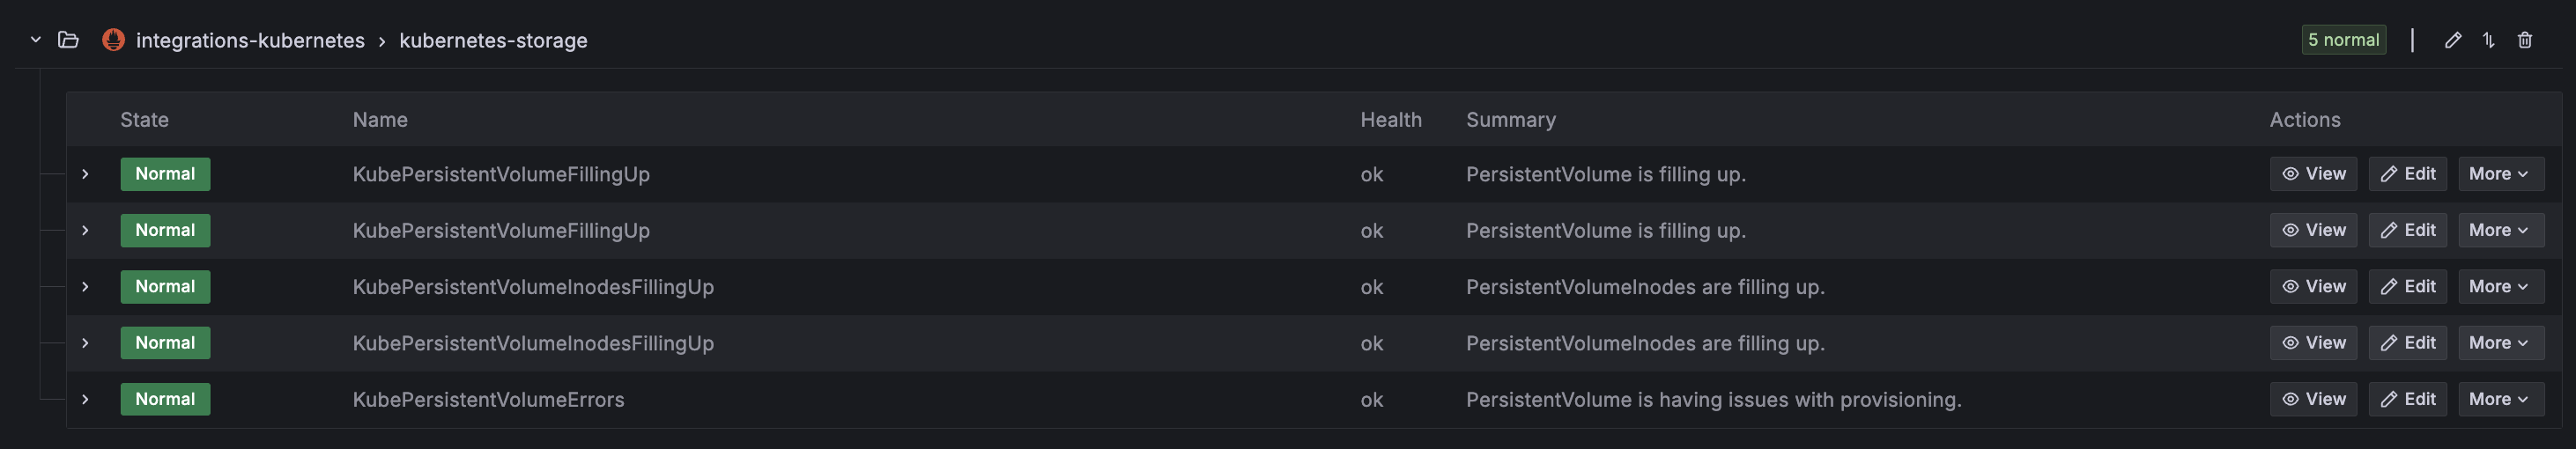 integrations-kubernetes › kubernetes-storage 5 normal
State Name Health Summary Actions
Normal KubePersistentVolumeFillingUp ok PersistentVolume is filling up. View Edit More
Normal KubePersistentVolumeFillingUp ok PersistentVolume is filling up. View Edit More
Normal KubePersistentVolumeInodesFillingUp ok PersistentVolumeInodes are filling up. View Edit More
Normal KubePersistentVolumeInodesFillingUp ok PersistentVolumeInodes are filling up. View Edit More
Normal KubePersistentVolumeErrors ok PersistentVolume is having issues with provisioning. View Edit More